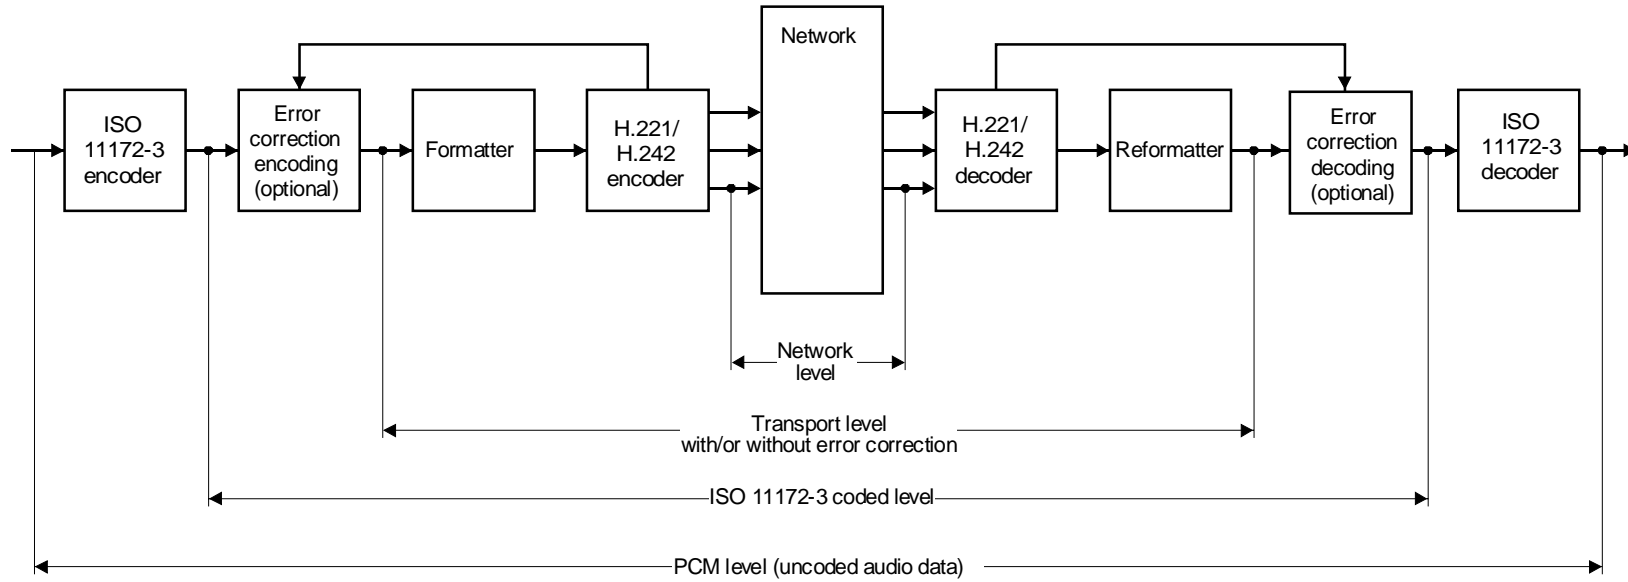 Network
ISO
11172-3
encoder
Error
correction
encoding
(optional)
Formatter
H.221/
H.242
encoder
H.221/
H.242
decoder
Reformatter
Error
correction
decoding
(optional)
ISO
11172-3
decoder
Network
level
Transport level
with/or without error correction
ISO 11172-3 coded level
PCM level (uncoded audio data)